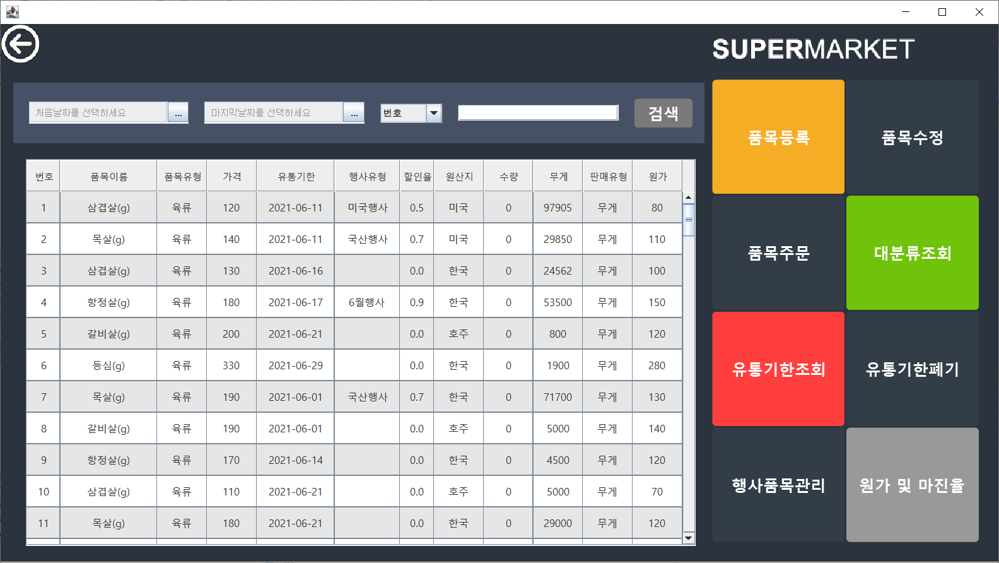 SUPERMARKET
처음날짜를 선택하세요 ... 마지막날짜를 선택하세요 ... 번호 검색
번호 품목이름 품목유형 가격 유통기한 행사유형 할인율 원산지 수량 무게 판매유형 원가
1 삼겹살(g) 육류 120 2021-06-11 미국행사 0.5 미국 0 97905 무게 80
2 목살(g) 육류 140 2021-06-11 국산행사 0.7 미국 0 29850 무게 110
3 삼겹살(g) 육류 130 2021-06-16 0.0 한국 0 24562 무게 100
4 항정살(g) 육류 180 2021-06-17 6월행사 0.9 한국 0 53500 무게 150
5 갈비살(g) 육류 200 2021-06-21 0.0 호주 0 800 무게 120
6 등심(g) 육류 330 2021-06-29 0.0 한국 0 1900 무게 280
7 목살(g) 육류 190 2021-06-01 국산행사 0.7 한국 0 71700 무게 130
8 갈비살(g) 육류 190 2021-06-01 0.0 호주 0 5000 무게 140
9 항정살(g) 육류 170 2021-06-14 0.0 한국 0 4500 무게 120
10 삼겹살(g) 육류 110 2021-06-21 0.0 호주 0 5000 무게 70
11 목살(g) 육류 180 2021-06-21 0.0 한국 0 29000 무게 120
품목등록 품목수정
품목주문 대분류조회
유통기한조회 유통기한폐기
행사품목관리 원가 및 마진율